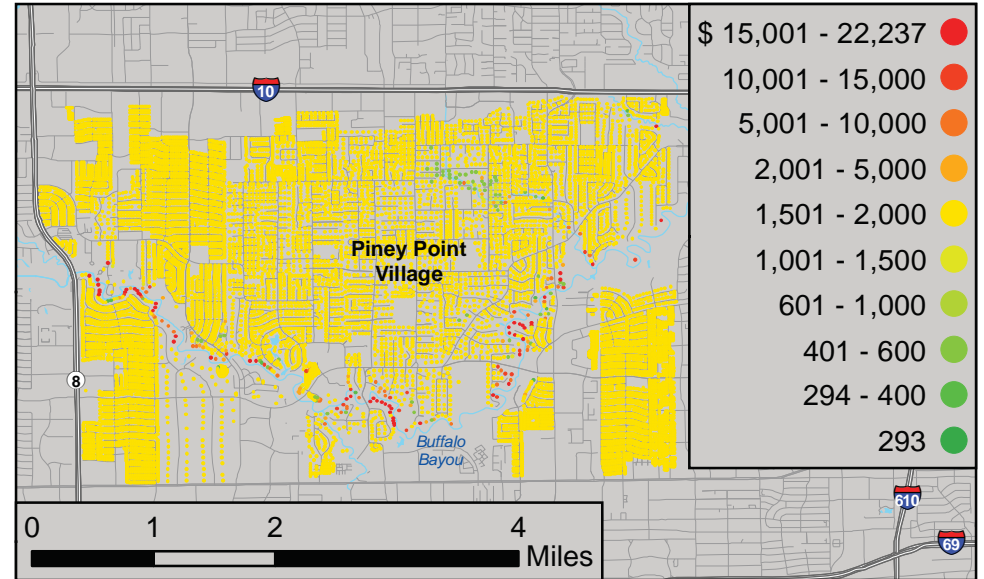 $ 15,001 - 22,237
10,001 - 15,000
5,001 - 10,000
2,001 - 5,000
1,501 - 2,000
1,001 - 1,500
601 - 1,000
401 - 600
294 - 400
293
10
Piney Point
Village
8
Buffalo
Bayou
610
69
0 1 2 4
Miles